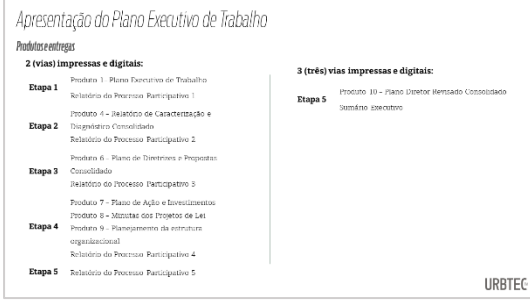 Apresentação do Plano Executivo de Trabalho
Produtos e entregas
2 (vias) impressas e digitais:
Etapa 1
Produto 1- Plano Executivo de Trabalho
Relatório do Processo Participativo 1
Etapa 2
Produto 4 – Relatório de Caracterização e
Diagnóstico Consolidado
Relatório do Processo Participativo 2
Etapa 3
Produto 6 - Plano de Diretrizes e Propostas
Consolidado
Relatório do Processo Participativo 3
Etapa 4
Produto 7 – Plano de Ação e Investimentos
Produto 8 – Minutas dos Projetos de Lei
Produto 9 - Planejamento da estrutura
organizacional
Relatório do Processo Participativo 4
Etapa 5
Relatório do Processo Participativo 5
3 (três) vias impressas e digitais:
Etapa 5
Produto 10 – Plano Diretor Revisado Consolidado
Sumário Executivo
URBTEC